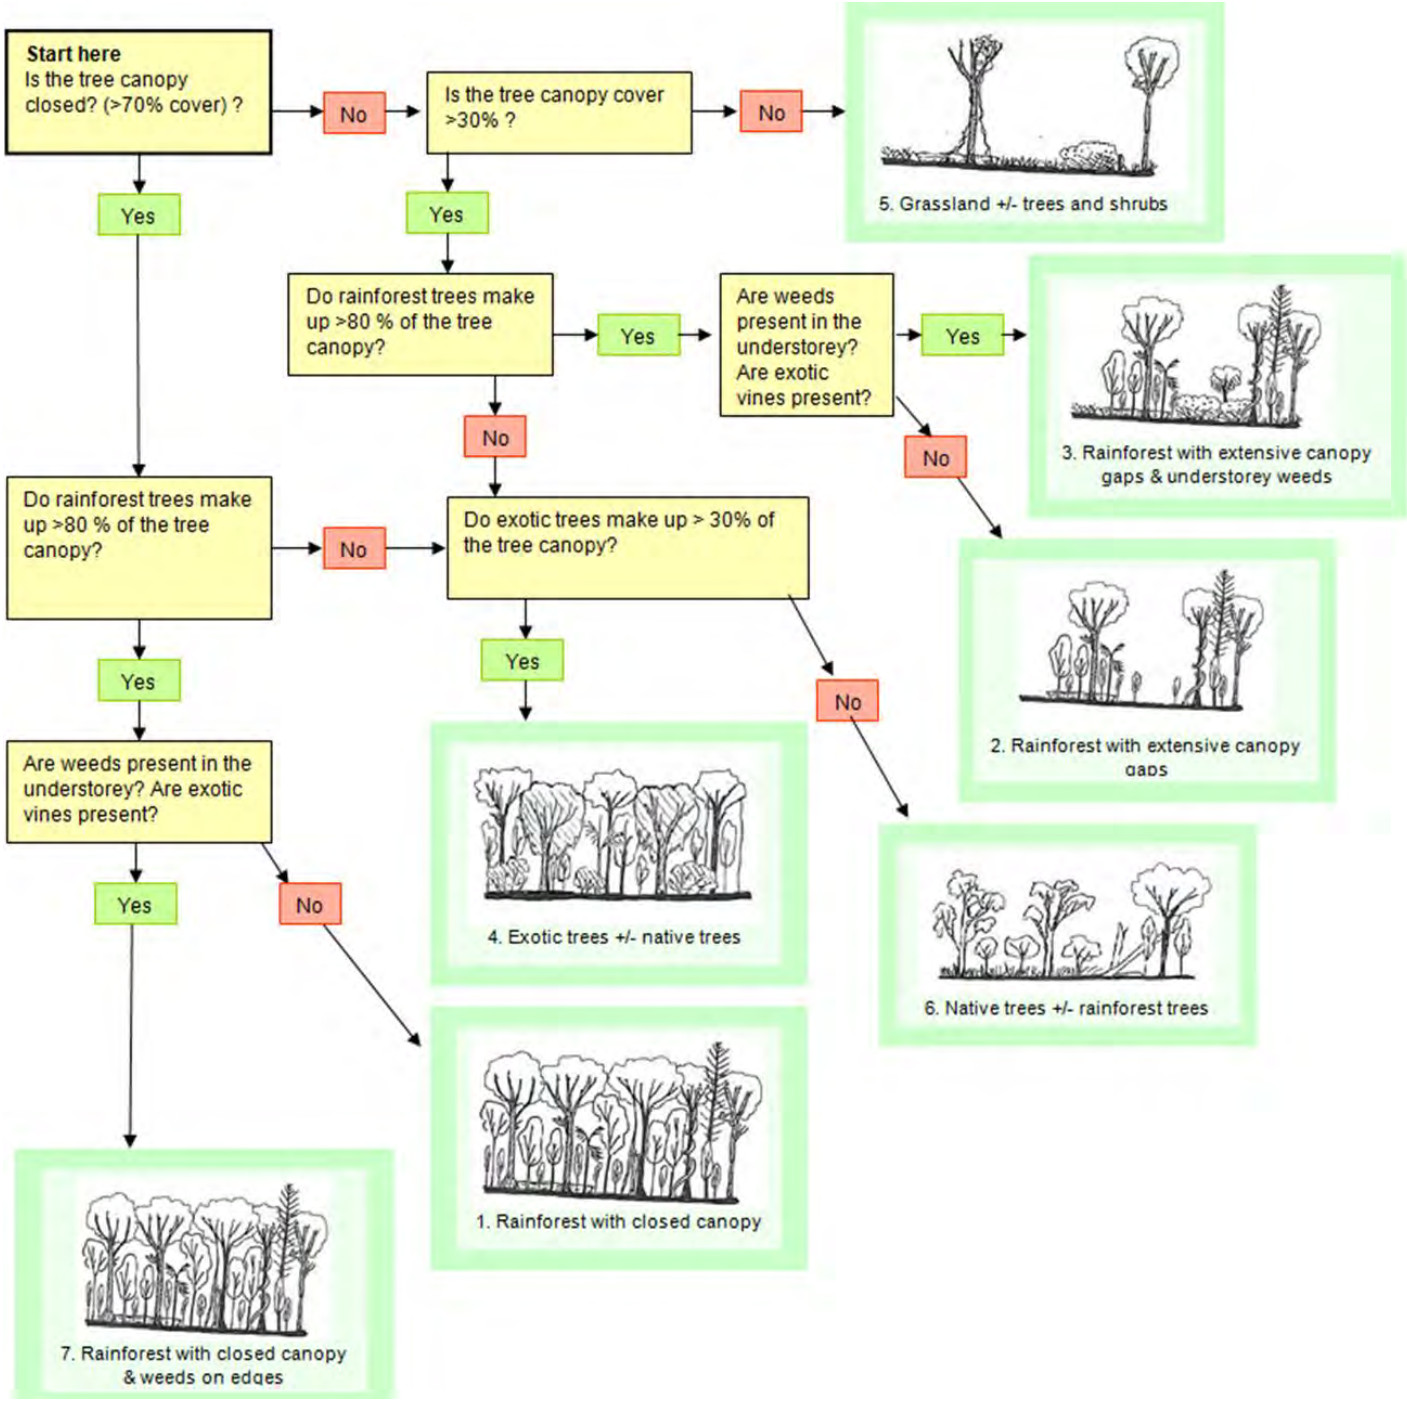 Start here
Is the tree canopy
closed? (>70% cover) ?
No
Is the tree canopy cover
>30% ?
No
5. Grassland +/- trees and shrubs
Yes
Yes
Do rainforest trees make
up >80 % of the tree
canopy?
Yes
Are weeds
present in the
understorey?
Are exotic
vines present?
Yes
3. Rainforest with extensive canopy
gaps & understorey weeds
No
No
2. Rainforest with extensive canopy
gaps
Do rainforest trees make
up >80 % of the tree
canopy?
No
Do exotic trees make up > 30% of
the tree canopy?
Yes
4. Exotic trees +/- native trees
No
6. Native trees +/- rainforest trees
Yes
Are weeds present in the
understorey? Are exotic
vines present?
Yes
No
1. Rainforest with closed canopy
7. Rainforest with closed canopy
& weeds on edges